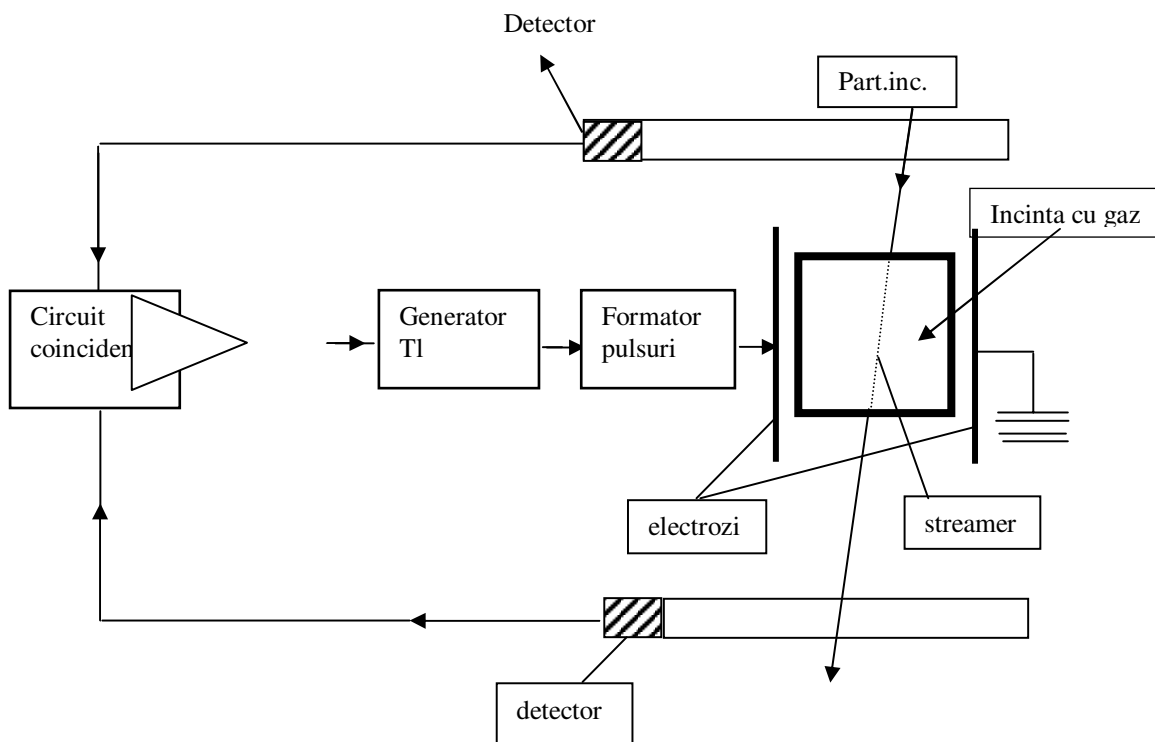 Detector
Part.inc.
Incinta cu gaz
Circuit
coinciden
Generator
Tl
Formator
pulsuri
electrozi
streamer
detector